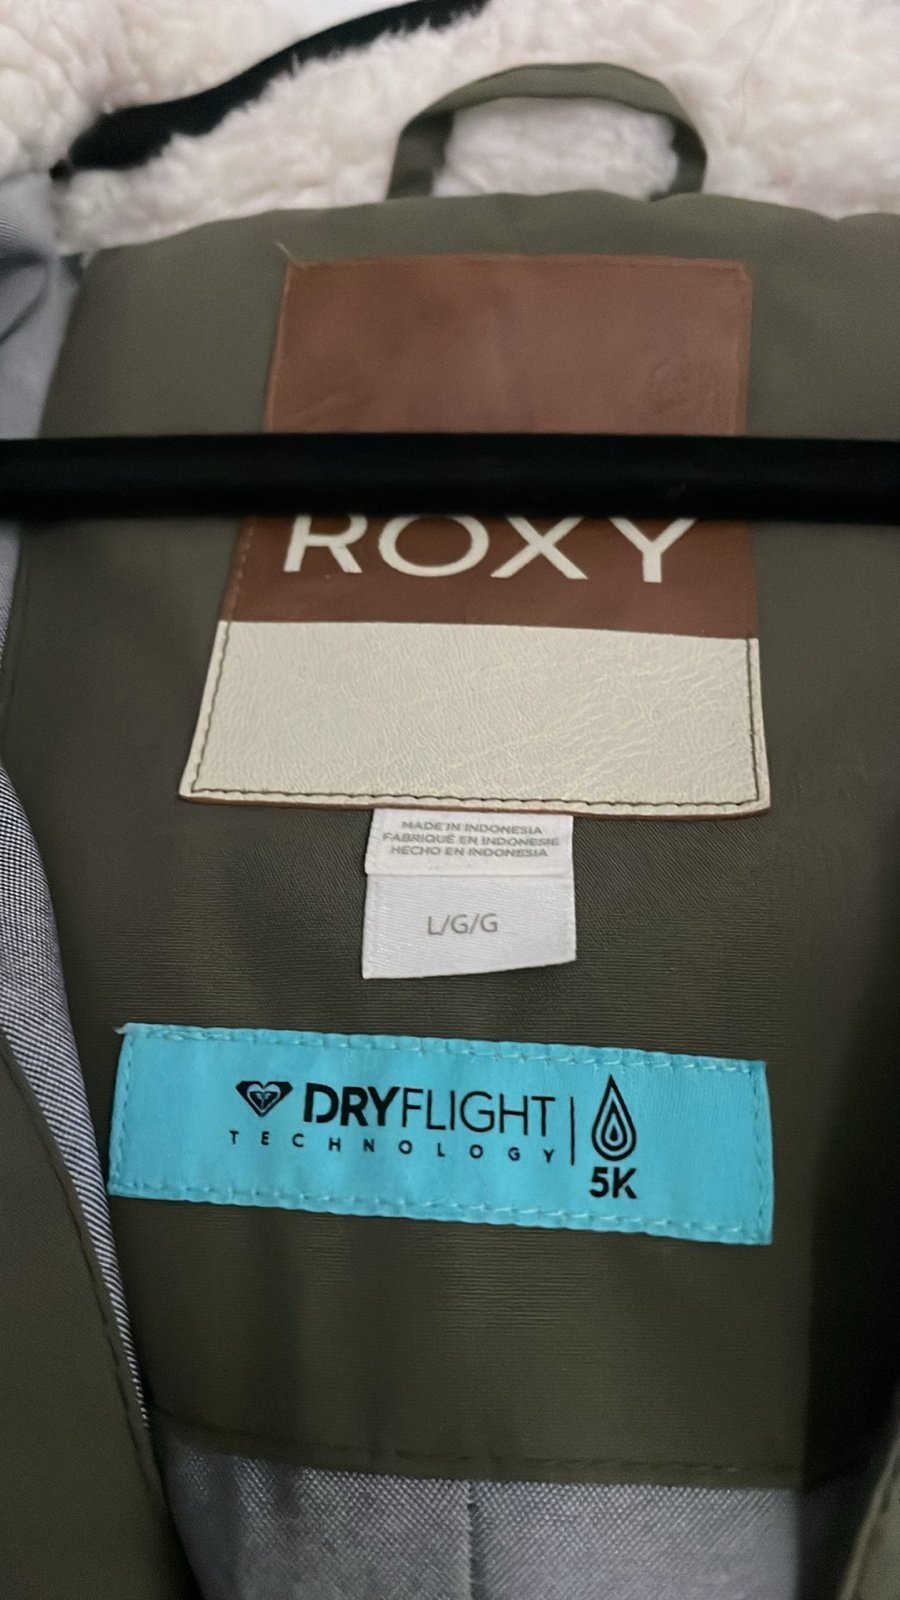 ROXY
MADE IN INDONESIA
FABRIQUÉ EN INDONESIE
HECHO EN INDONESIA
L/G/G
DRYFLIGHT
TECHNOLOGY
5K